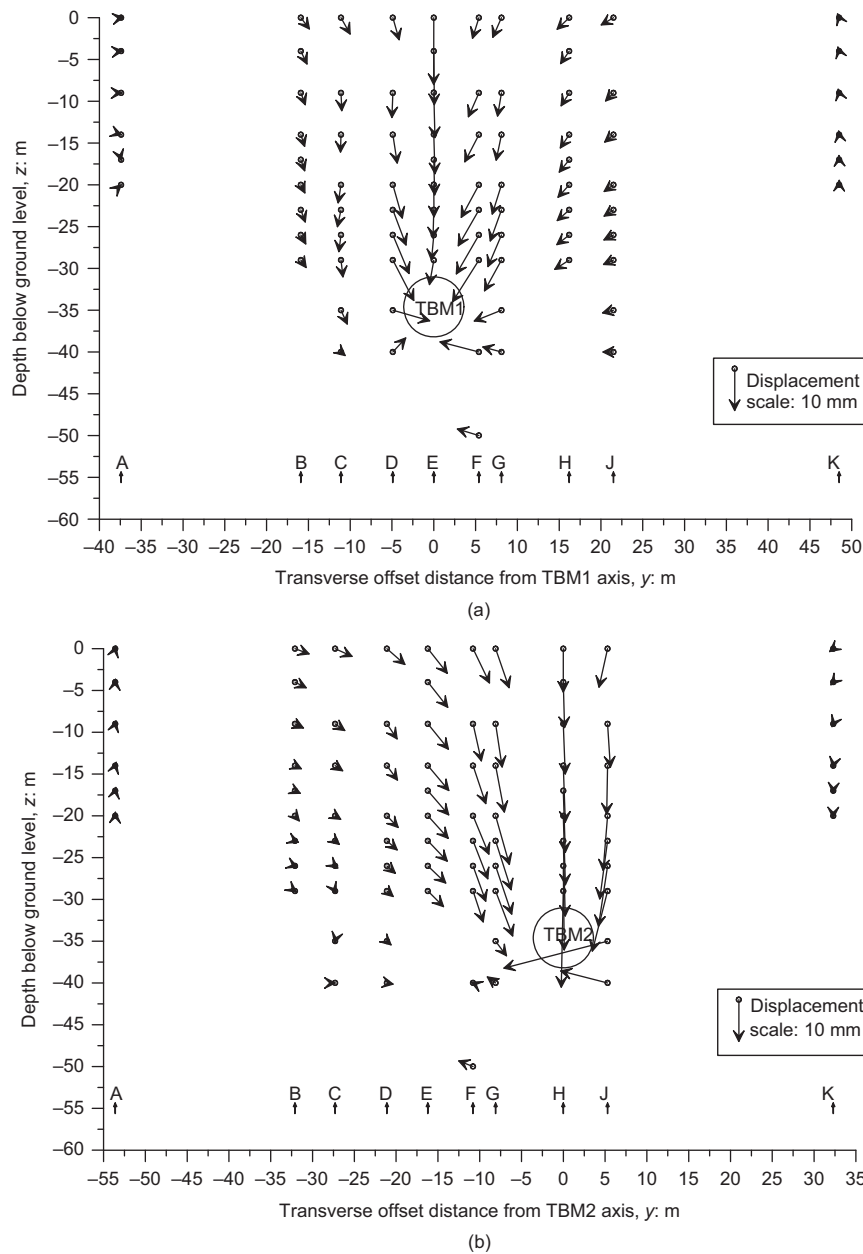 0
–5
–10
–15
–20
–25
–30
–35
–40
–45
–50
–55
–60
Depth below ground level, z: m
TBM1
Displacement
scale: 10 mm
A B C D E F G H J K
–40 –35 –30 –25 –20 –15 –10 –5 0 5 10 15 20 25 30 35 40 45 50
Transverse offset distance from TBM1 axis, y: m
(a)
0
–5
–10
–15
–20
–25
–30
–35
–40
–45
–50
–55
–60
Depth below ground level, z: m
TBM2
Displacement
scale: 10 mm
A B C D E F G H J K
–55 –50 –45 –40 –35 –30 –25 –20 –15 –10 –5 0 5 10 15 20 25 30 35
Transverse offset distance from TBM2 axis, y: m
(b)